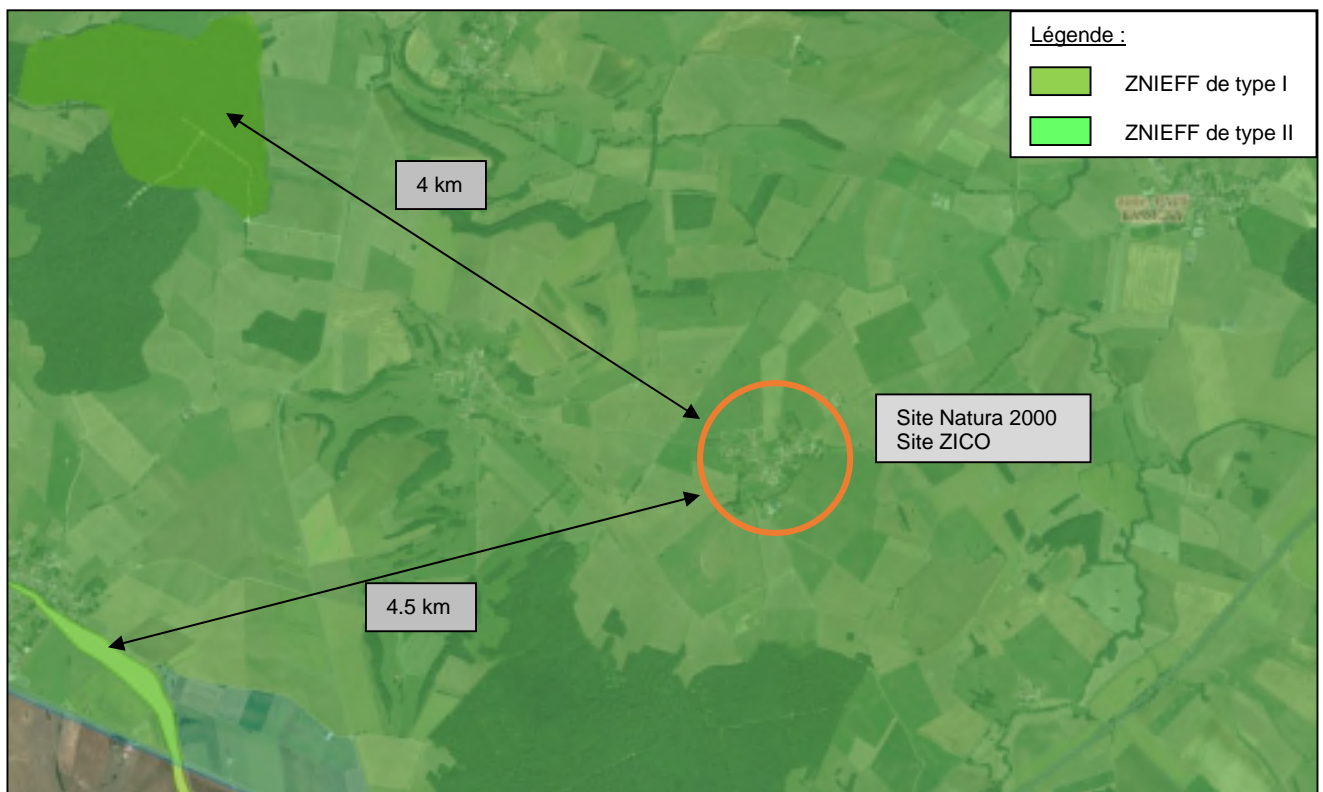 Légende :
ZNIEFF de type I
ZNIEFF de type II
4 km
Site Natura 2000
Site ZICO
4.5 km